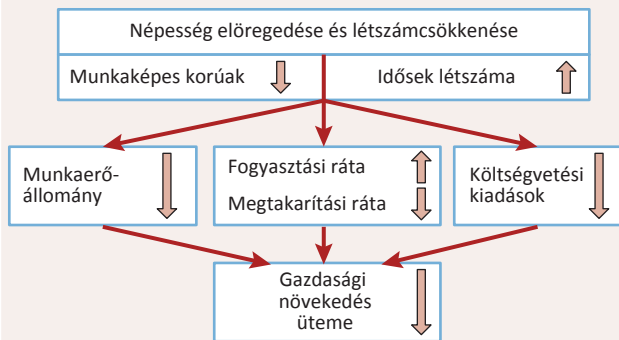 Népesség elöregedése és létszámcsökkenése
Munkaképes korúak
Idősek létszáma
Munkaerő-
állomány
Fogyasztási ráta
Megtakarítási ráta
Költségvetési
kiadások
Gazdasági
növekedés
üteme